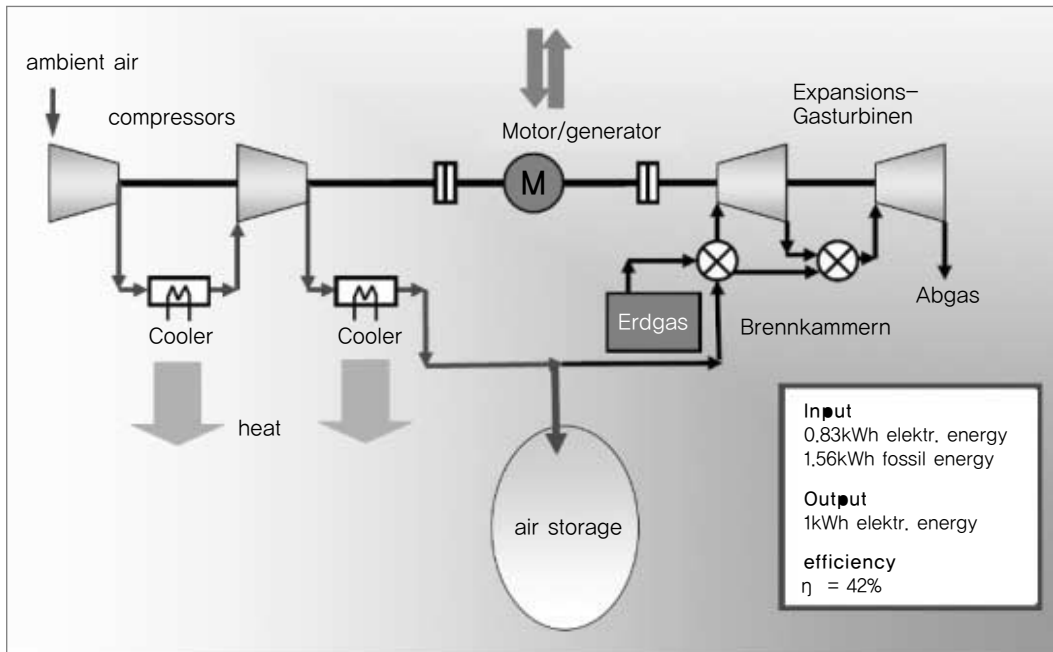 ambient air
compressors
Motor/generator
Expansions-
Gasturbinen
M
Cooler
Cooler
Erdgas
Brennkammern
Abgas
heat
air storage
Input
0.83kWh elektr. energy
1.56kWh fossil energy
Output
1kWh elektr. energy
efficiency
η = 42%